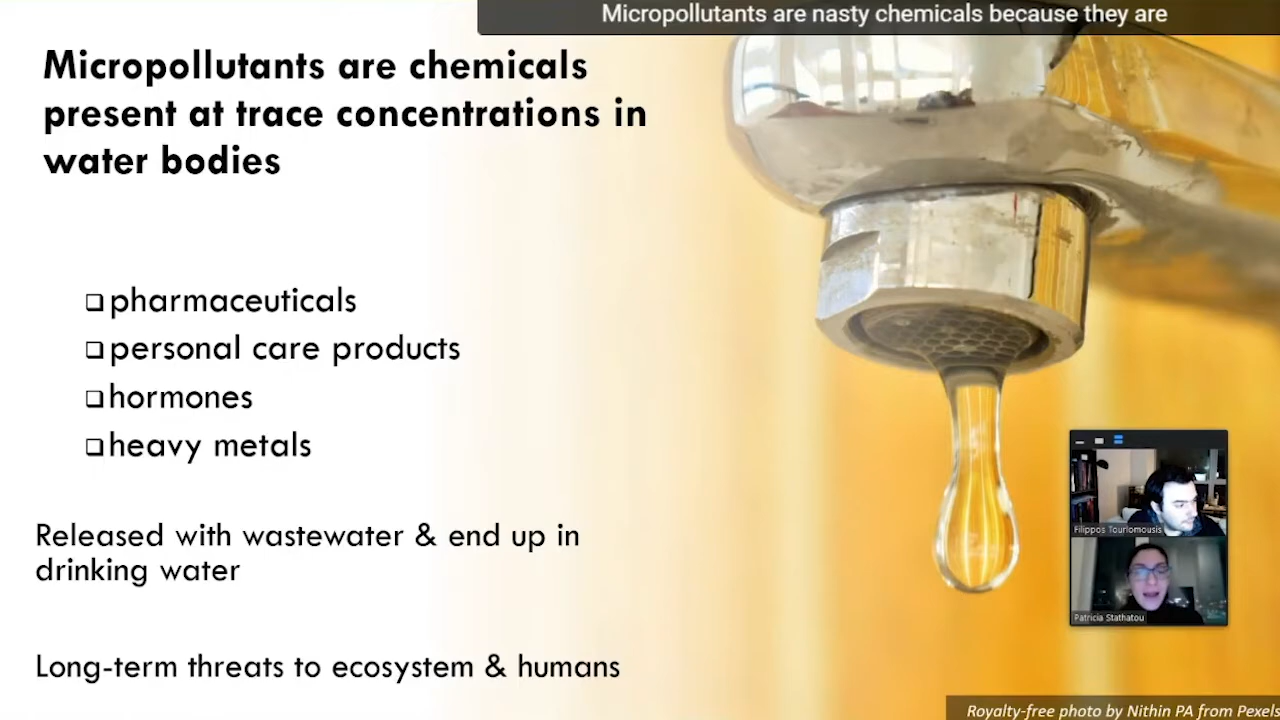 Micropollutants are nasty chemicals because they are
Micropollutants are chemicals
present at trace concentrations in
water bodies
❑pharmaceuticals
❑personal care products
❑hormones
❑heavy metals
Released with wastewater & end up in
drinking water
Long-term threats to ecosystem & humans
Filippos Tourlomousis
Patricia Stathatou
Royalty-free photo by Nithin PA from Pexels